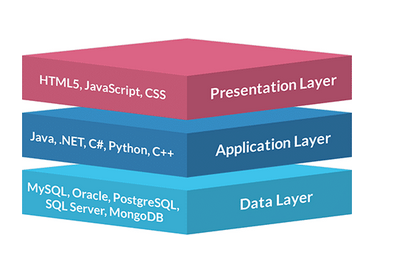 HTML5, JavaScript, CSS
Presentation Layer
Java, .NET, C#, Python, C++
Application Layer
MySQL, Oracle, PostgreSQL,
SQL Server, MongoDB
Data Layer